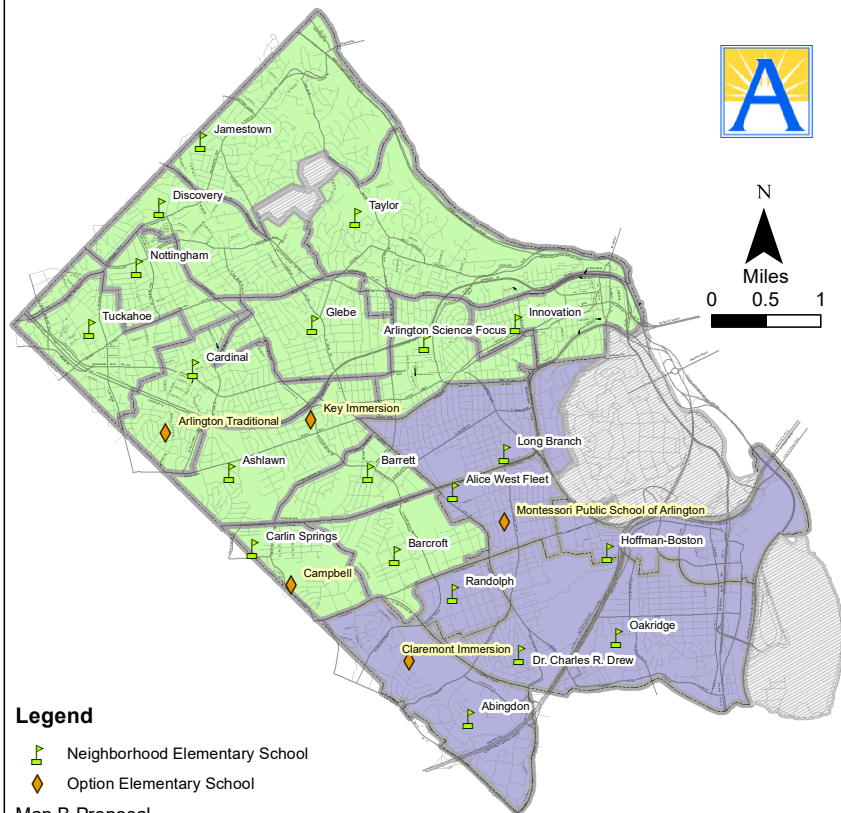 A
Jamestown
Discovery
Taylor
N
Nottingham
Miles
0 0.5 1
Tuckahoe
Glebe
Innovation
Arlington Science Focus
Cardinal
Key Immersion
Arlington Traditional
Long Branch
Ashlawn
Barrett
Alice West Fleet
Montessori Public School of Arlington
Carlin Springs
Barcroft
Hoffman-Boston
Campbell
Randolph
Oakridge
Claremont Immersion
Dr. Charles R. Drew
Abingdon
Legend
Neighborhood Elementary School
Option Elementary School
Map B Proposal